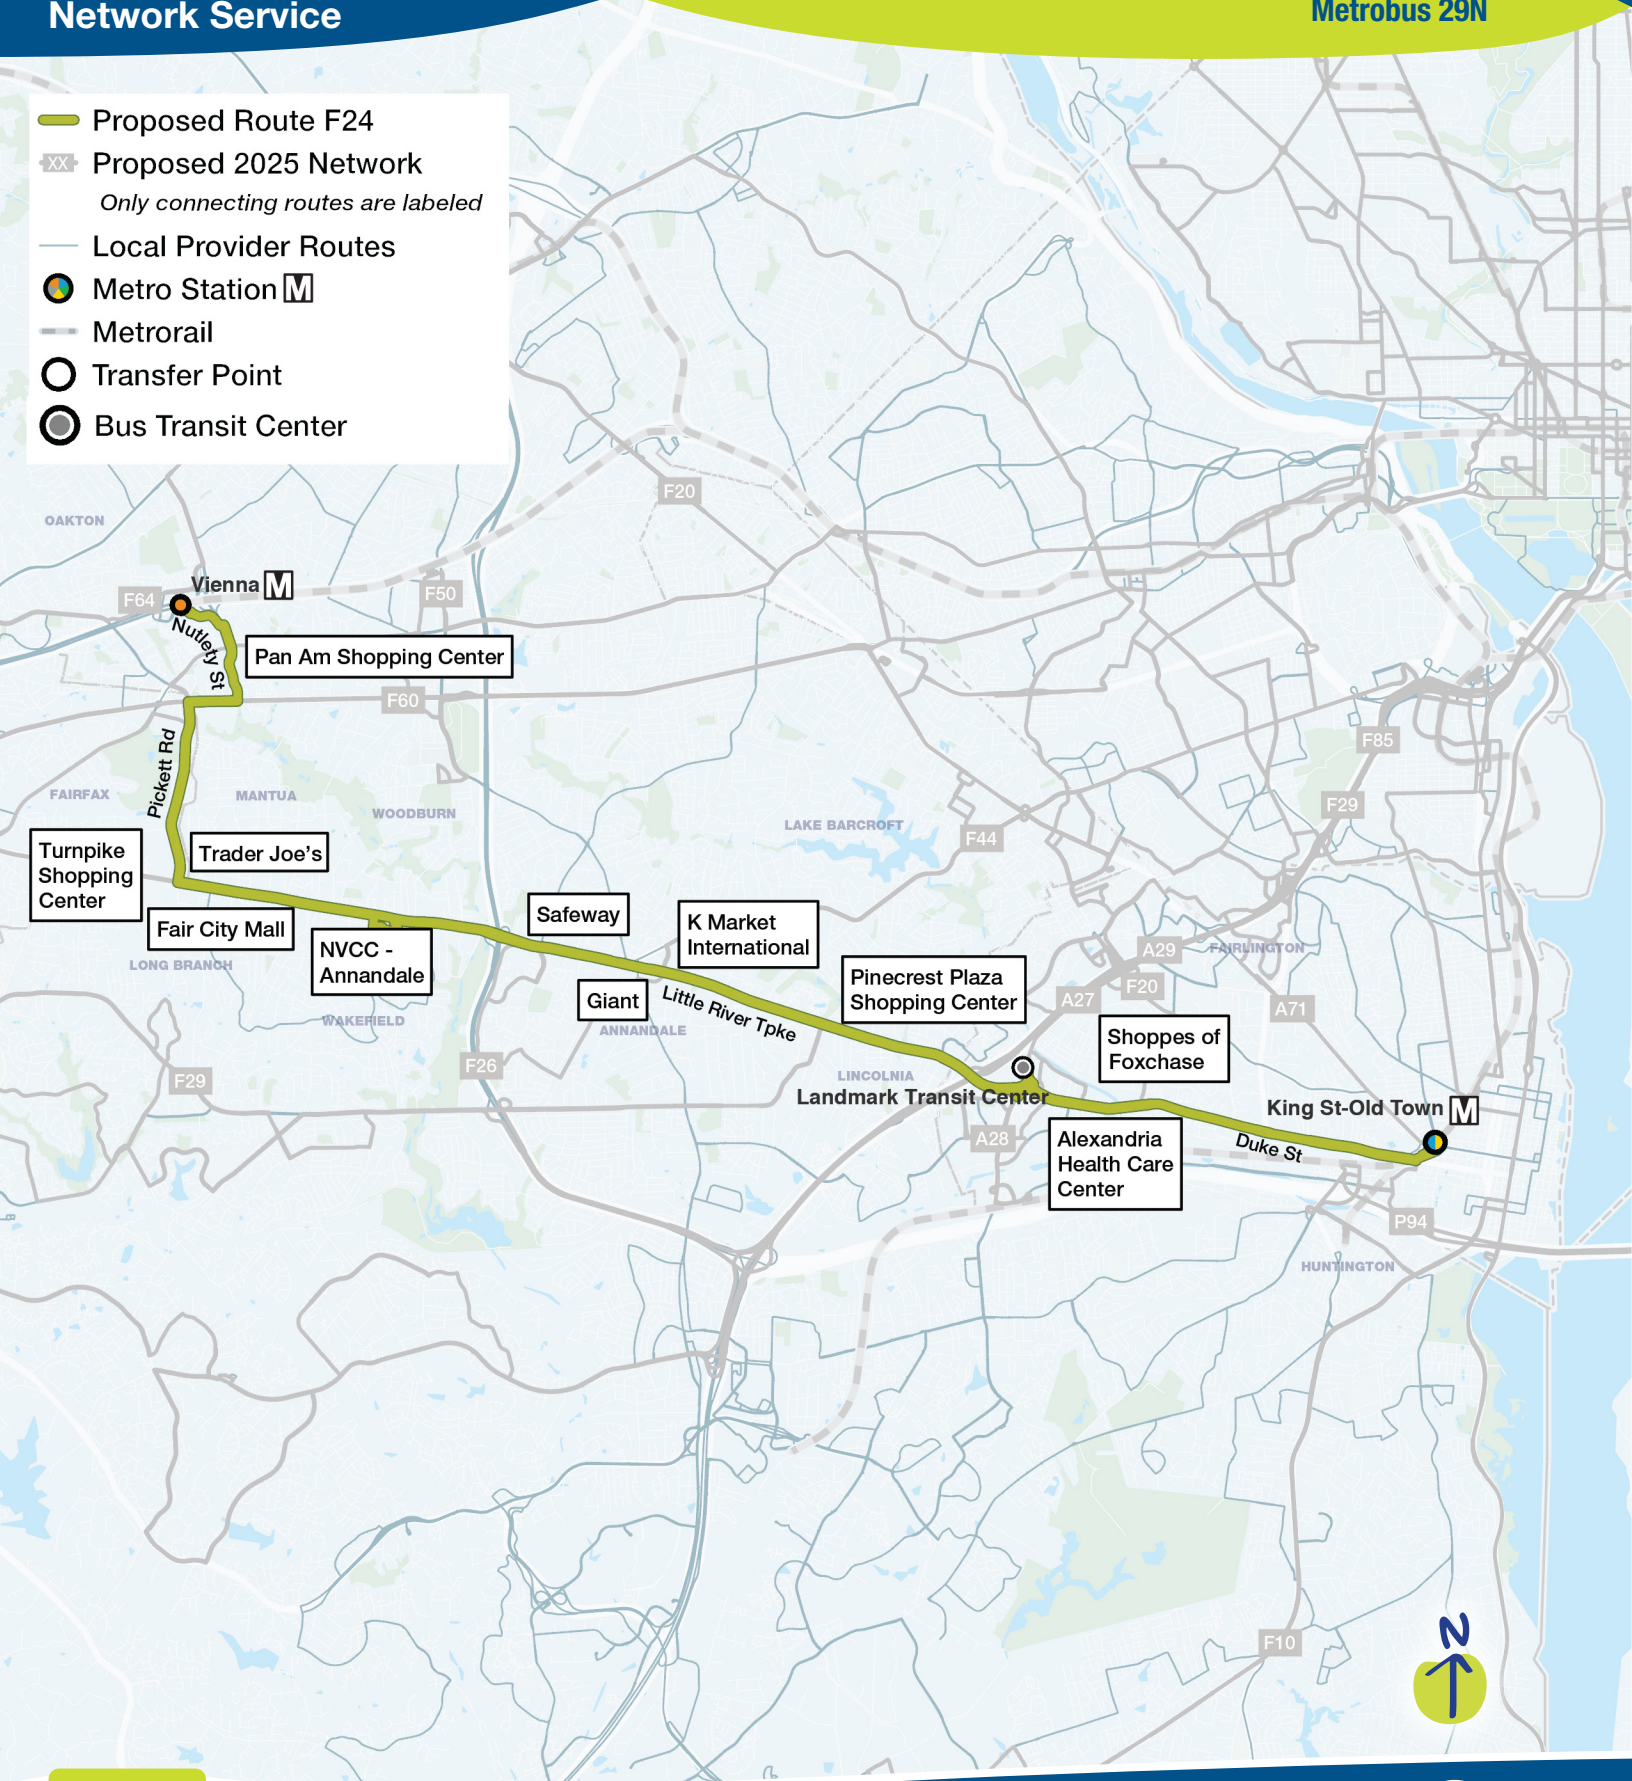 Network Service
Metrobus 29N
Proposed Route F24
XX Proposed 2025 Network
Only connecting routes are labeled
Local Provider Routes
Metro Station M
Metrorail
Transfer Point
Bus Transit Center
F20
OAKTON
Vienna M
F64
F50
Nutlety St
Pan Am Shopping Center
F60
F85
Pickett Rd
FAIRFAX
MANTUA
WOODBURN
F29
LAKE BARCROFT
F44
Turnpike
Shopping
Center
Trader Joe's
Fair City Mall
Safeway
K Market
International
NVCC -
Annandale
LONG BRANCH
A29
FAIRLINGTON
Pinecrest Plaza
Shopping Center
F20
A27
A71
Giant
Little River Tpke
WAKEFIELD
ANNANDALE
Shoppes of
Foxchase
F26
F29
LINCOLNIA
Landmark Transit Center
King St-Old Town M
A28
Alexandria
Health Care
Center
Duke St
P94
HUNTINGTON
F10
N